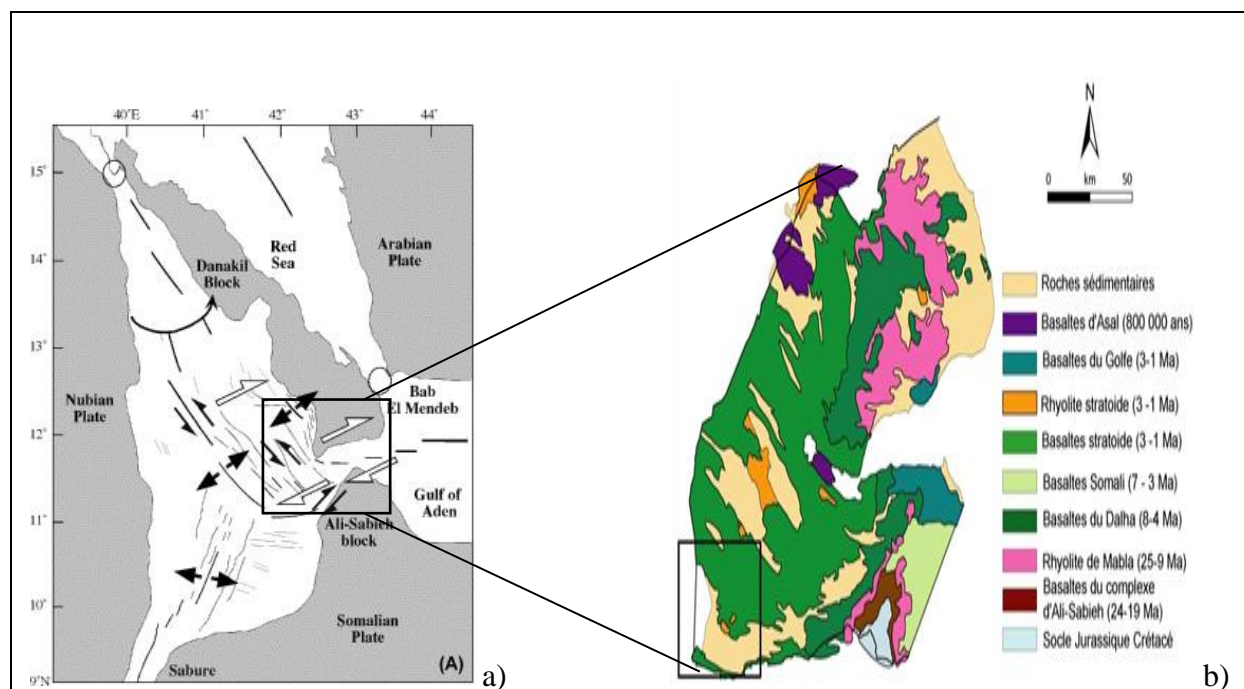 40°E 41° 42° 43° 44°
15°
14°
13°
12°
11°
10°
9°N
Red
Sea
Arabian
Plate
Danakil
Block
Nubian
Plate
Bab
El Mendeb
Gulf of
Aden
Ali-Sabieh
block
Somalian
Plate
Sabure
(A)
a)
N
0 km 50
Roches sédimentaires
Basaltes d'Asal (800 000 ans)
Basaltes du Golfe (3-1 Ma)
Rhyolite stratoide (3 -1 Ma)
Basaltes stratoide (3 -1 Ma)
Basaltes Somali (7 - 3 Ma)
Basaltes du Dalha (8-4 Ma)
Rhyolite de Mabla (25-9 Ma)
Basaltes du complexe
d'Ali-Sabieh (24-19 Ma)
Socle Jurassique Crétacé
b)